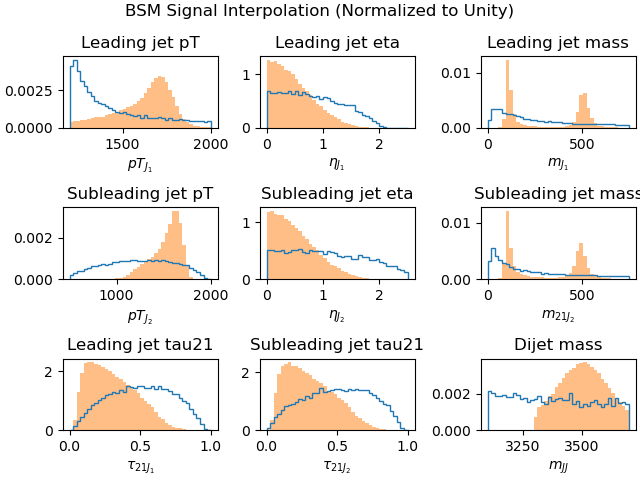 BSM Signal Interpolation (Normalized to Unity)
Leading jet pT
Leading jet eta
Leading jet mass
0.0025
0.0000
1500
2000
pT_{J_1}
1
0
0
2
η_{J_1}
0.01
0.00
0
500
m_{J_1}
Subleading jet pT
Subleading jet eta
Subleading jet mass
0.002
0.000
1000
2000
pT_{J_2}
1
0
0
2
η_{J_2}
0.01
0.00
0
500
m_{21J_2}
Leading jet tau21
Subleading jet tau21
Dijet mass
2
0
0.0
0.5
1.0
τ_{21J_1}
2
0
0.0
0.5
1.0
τ_{21J_2}
0.002
0.000
3250
3500
m_{JJ}